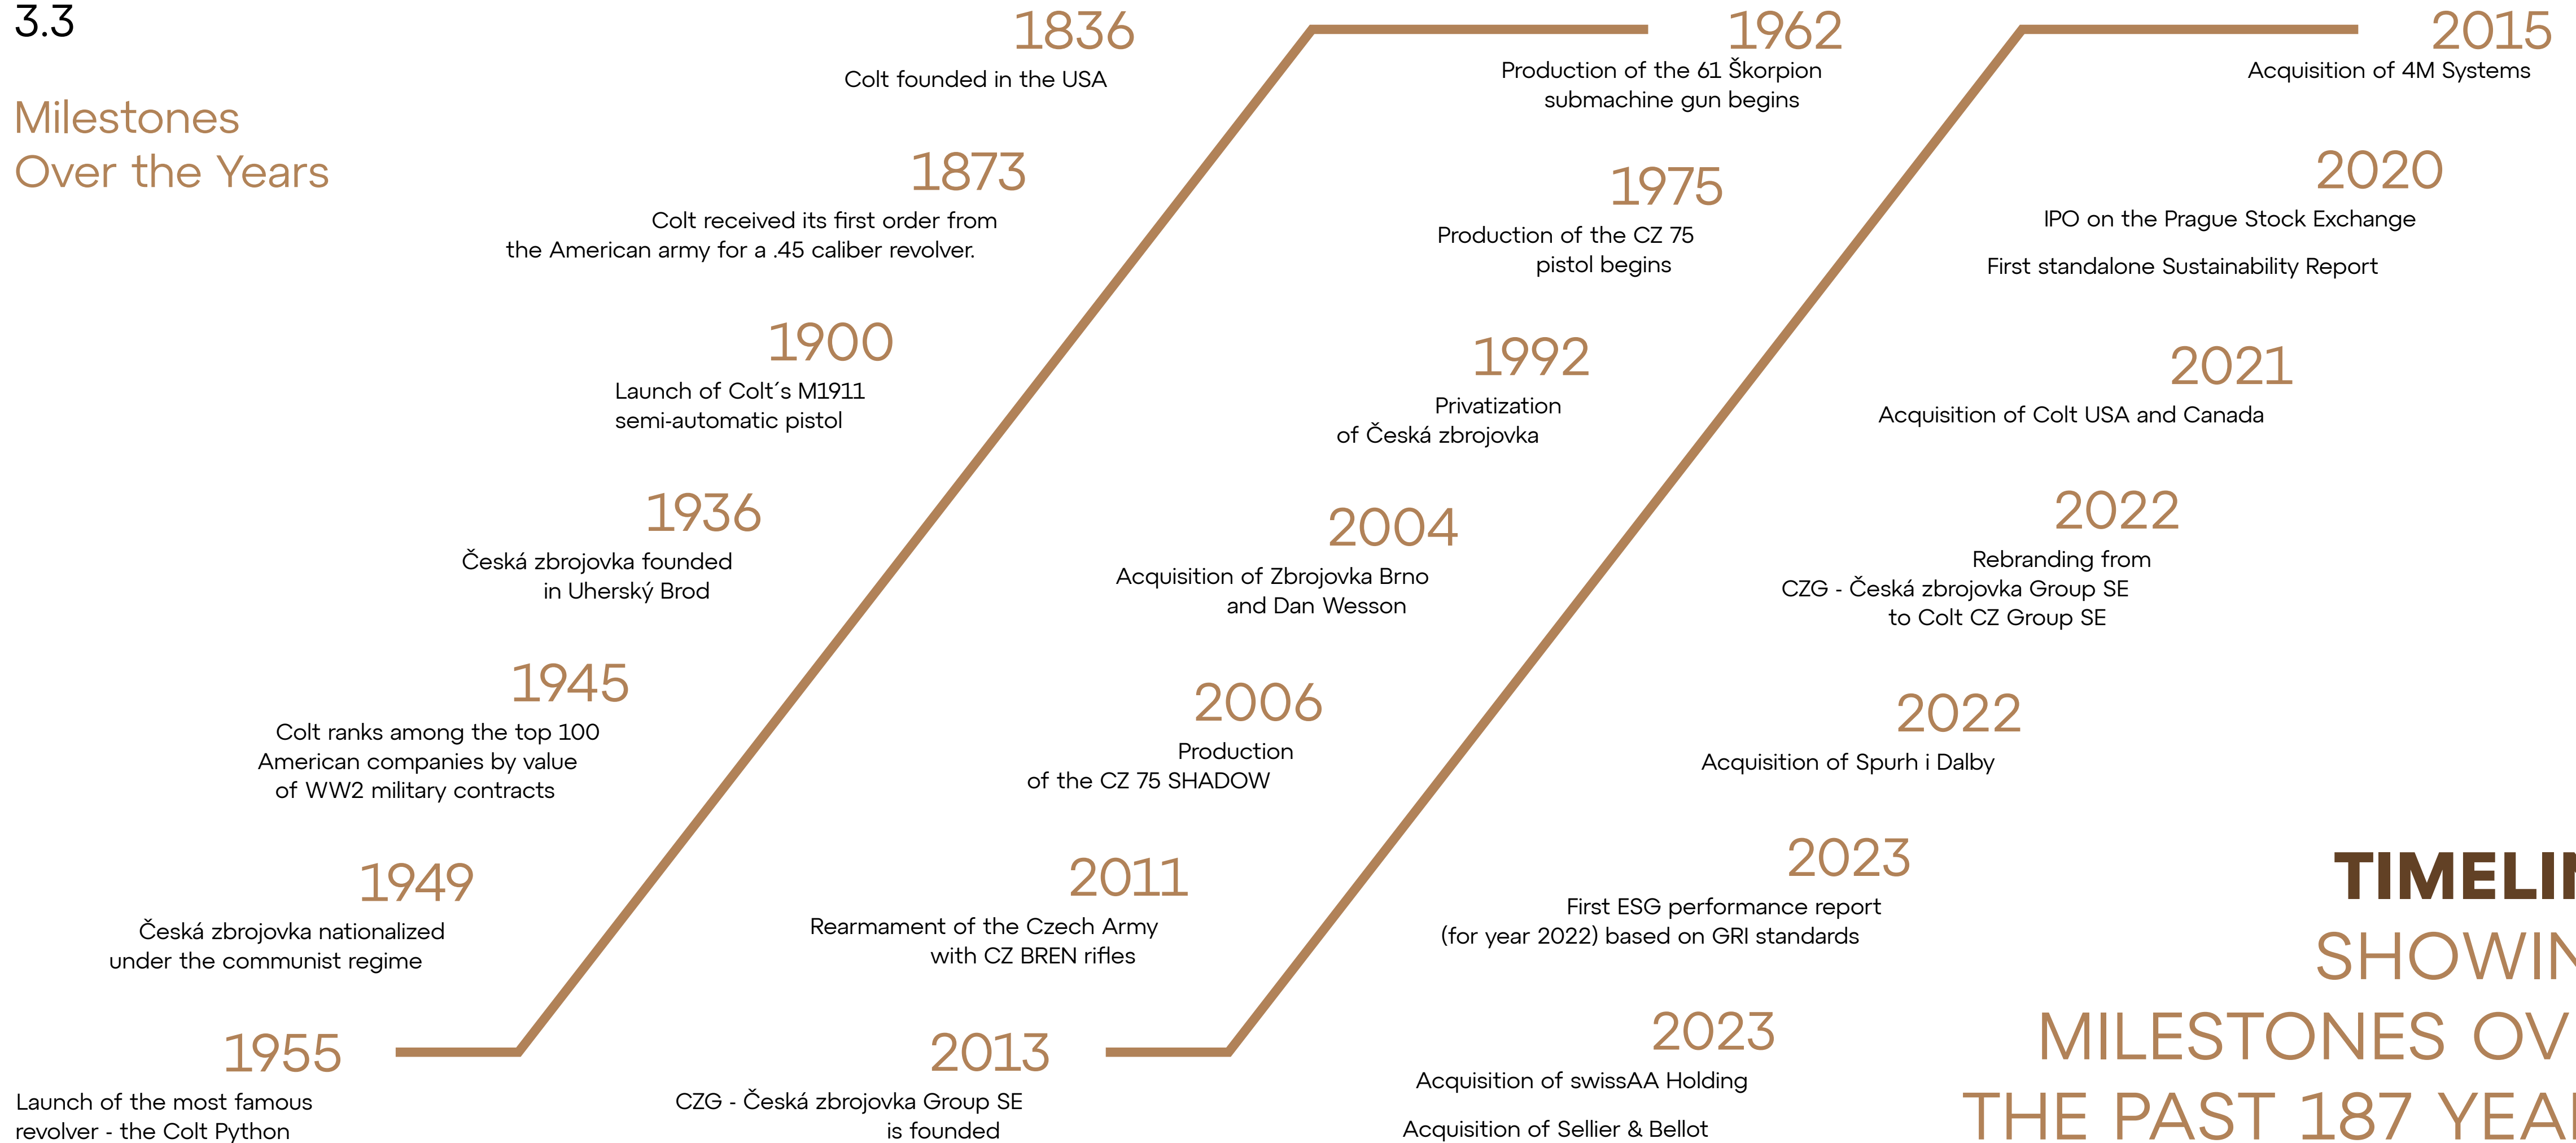 3.3
Milestones
Over the Years
1836
Colt founded in the USA
1873
Colt received its first order from
the American army for a .45 caliber revolver.
1900
Launch of Colt´s M1911
semi-automatic pistol
1936
Česká zbrojovka founded
in Uherský Brod
1945
Colt ranks among the top 100
American companies by value
of WW2 military contracts
1949
Česká zbrojovka nationalized
under the communist regime
1955
Launch of the most famous
revolver - the Colt Python
1962
Production of the 61 Škorpion
submachine gun begins
1975
Production of the CZ 75
pistol begins
1992
Privatization
of Česká zbrojovka
2004
Acquisition of Zbrojovka Brno
and Dan Wesson
2006
Production
of the CZ 75 SHADOW
2011
Rearmament of the Czech Army
with CZ BREN rifles
2013
CZG - Česká zbrojovka Group SE
is founded
2015
Acquisition of 4M Systems
2020
IPO on the Prague Stock Exchange
First standalone Sustainability Report
2021
Acquisition of Colt USA and Canada
2022
Rebranding from
CZG - Česká zbrojovka Group SE
to Colt CZ Group SE
2022
Acquisition of Spurh i Dalby
2023
First ESG performance report
(for year 2022) based on GRI standards
2023
Acquisition of swissAA Holding
Acquisition of Sellier & Bellot
TIMELIN
SHOWIN
MILESTONES OV
THE PAST 187 YEA